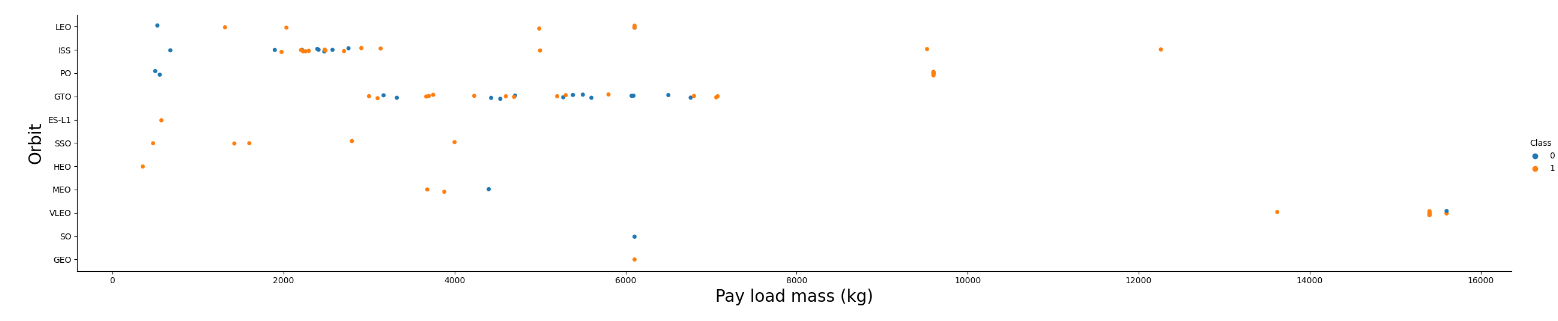 Orbit
LEO
ISS
PO
GTO
ES-L1
SSO
HEO
MEO
VLEO
SO
GEO
0 2000 4000 6000 8000 10000 12000 14000 16000
Pay load mass (kg)
Class
0
1